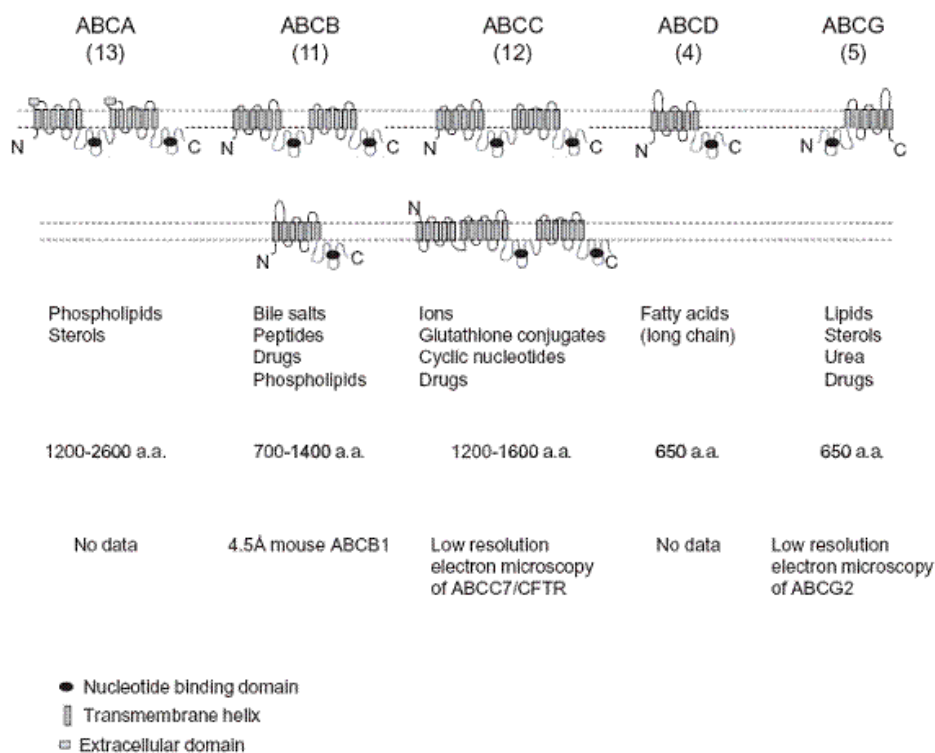 ABCA ABCB ABCC ABCD ABCG
(13) (11) (12) (4) (5)
N C N C N C N C N C
N
N C C
Phospholipids Bile salts Ions Fatty acids Lipids
Sterols Peptides Glutathione conjugates (long chain) Sterols
Drugs Cyclic nucleotides Urea
Phospholipids Drugs Drugs
1200-2600 a.a. 700-1400 a.a. 1200-1600 a.a. 650 a.a. 650 a.a.
No data 4.5Å mouse ABCB1 Low resolution No data Low resolution
electron microscopy electron microscopy
of ABCC7/CFTR of ABCG2
Nucleotide binding domain
Transmembrane helix
Extracellular domain